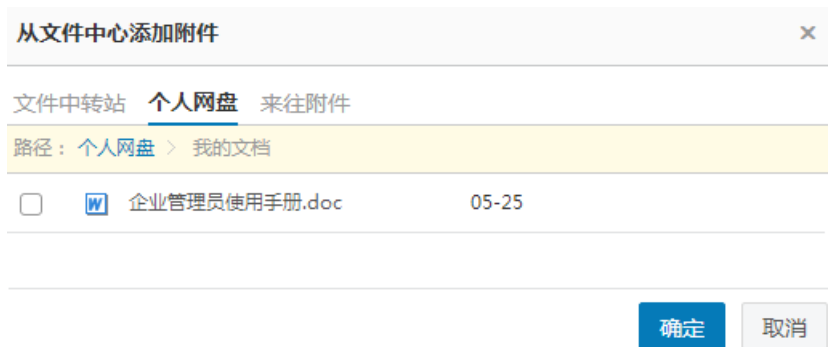 从文件中心添加附件 ×
文件中转站 个人网盘 来往附件
路径： 个人网盘 > 我的文档
企业管理员使用手册.doc 05-25
确定 取消